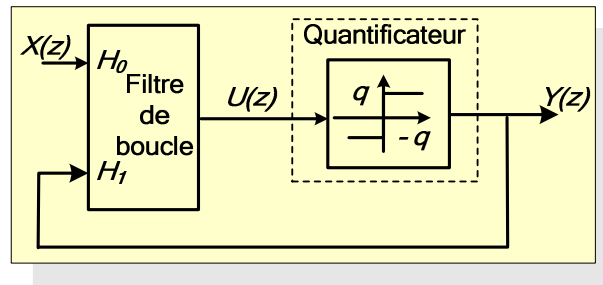 Quantificateur
X(z)
H0
Filtre
de
boucle
H1
U(z)
q
-q
Y(z)